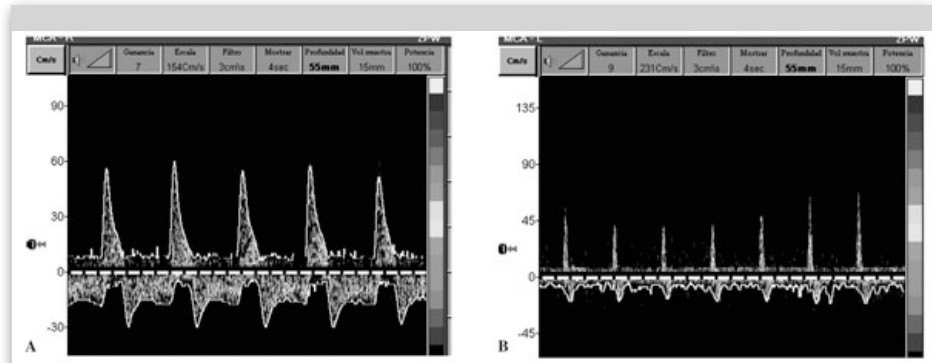 MCA - R 2PW
Cm/s Ganancia Escala Filtro Mostrar Profundidad Vol muestra Potencia
7 154Cm/s 3cm\s 4sec 55mm 15mm 100%
90
60
30
0
-30
A
MCA - L 2PW
Cm/s Ganancia Escala Filtro Mostrar Profundidad Vol muestra Potencia
9 231Cm/s 3cm\s 4sec 55mm 15mm 100%
135
90
45
0
-45
B